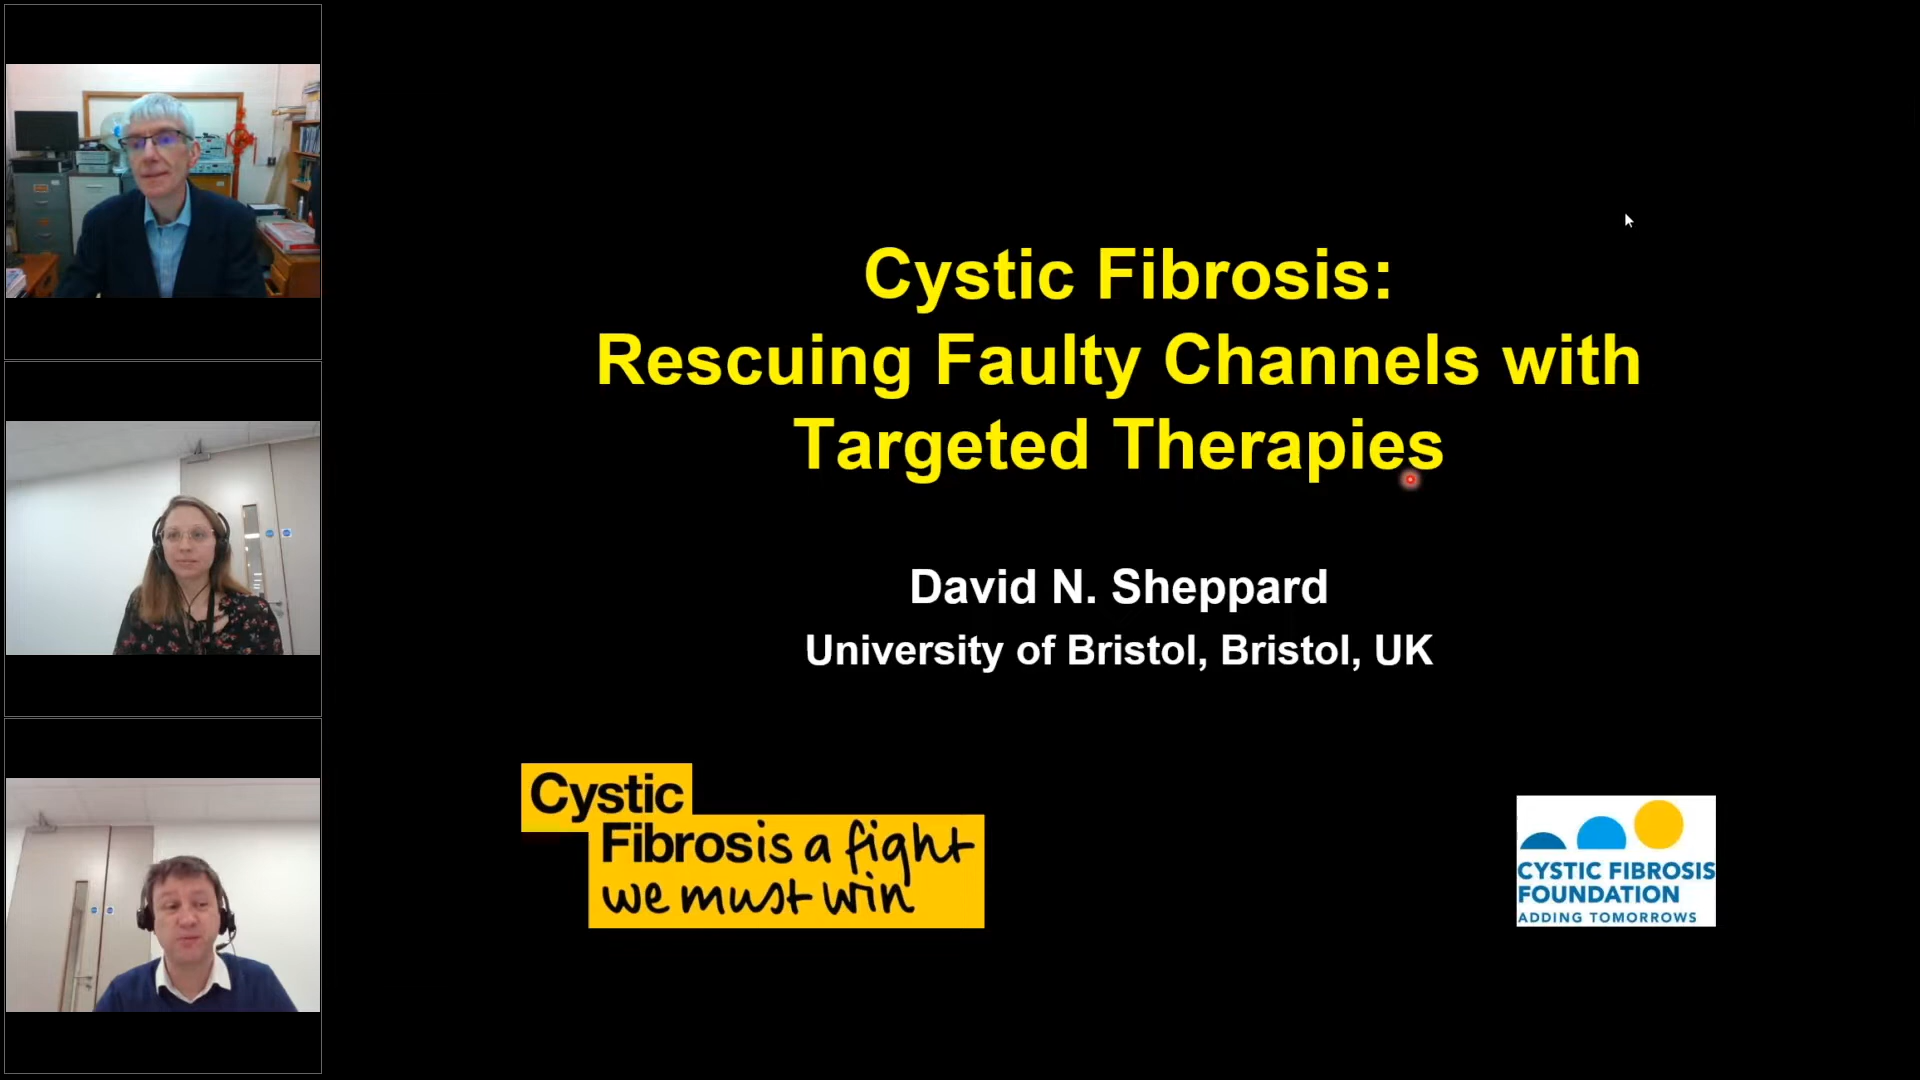 Cystic Fibrosis:
Rescuing Faulty Channels with
Targeted Therapies
David N. Sheppard
University of Bristol, Bristol, UK
Cystic
Fibrosis a fight
we must win
CYSTIC FIBROSIS
FOUNDATION
ADDING TOMORROWS